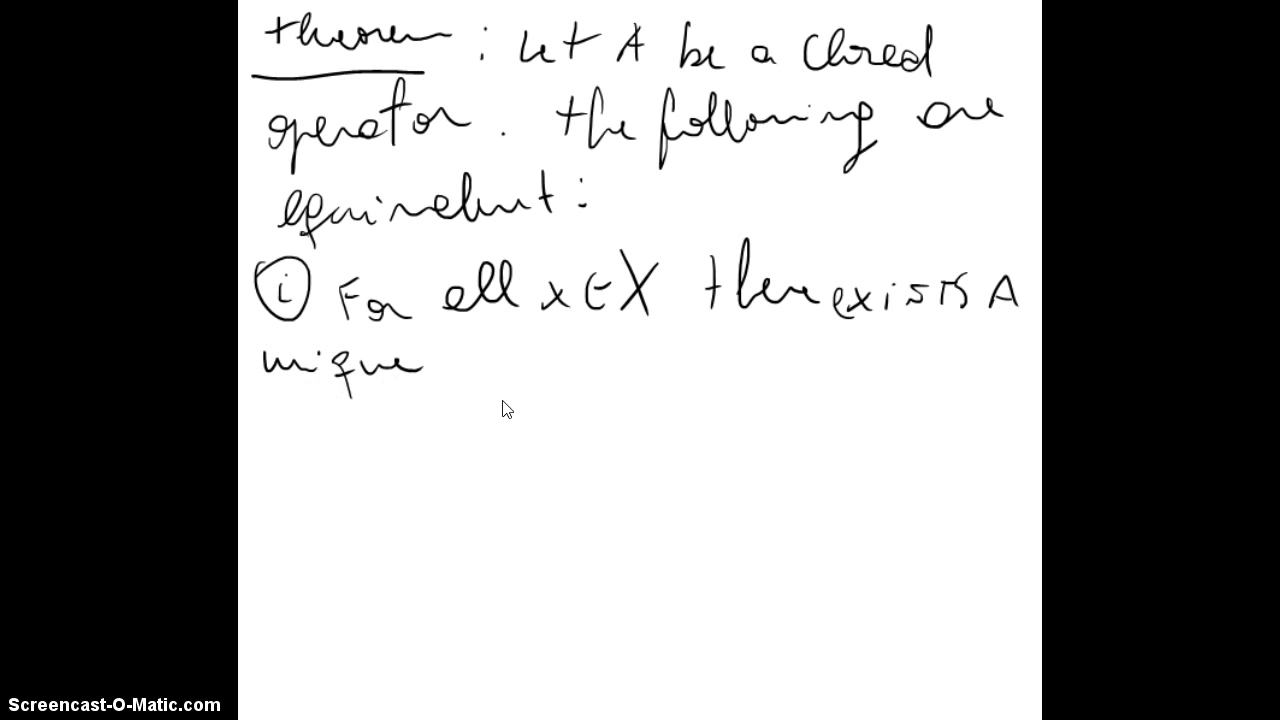 theorem : Let A be a closed
operator. the following are
equivalent :
(i) For all x ∈ X there exists A
unique
Screencast-O-Matic.com